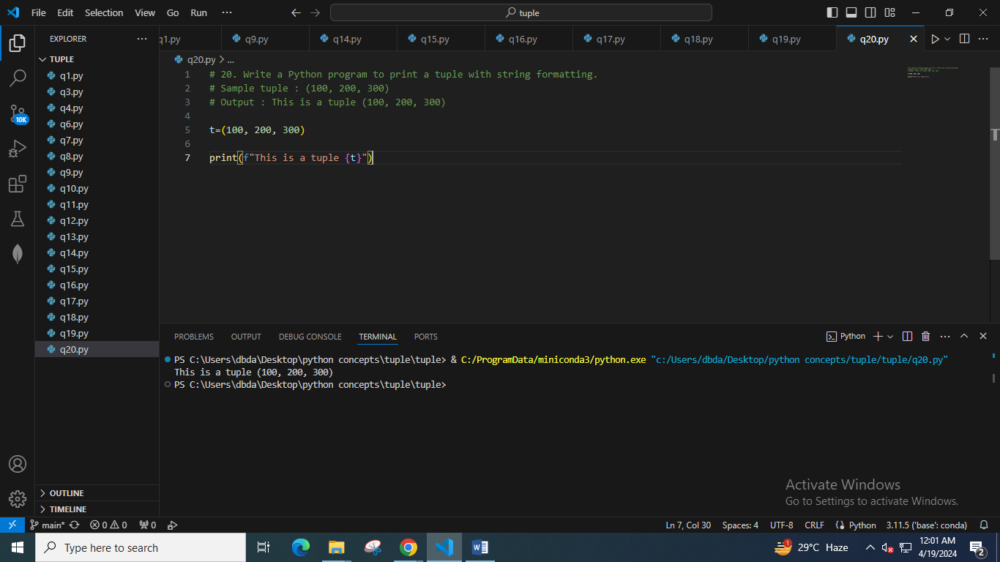 File Edit Selection View Go Run ··· tuple
EXPLORER ···
q1.py q9.py q14.py q15.py q16.py q17.py q18.py q19.py q20.py
TUPLE
q1.py
q3.py
q4.py
q6.py
q7.py
q8.py
q9.py
q10.py
q11.py
q12.py
q13.py
q14.py
q15.py
q16.py
q17.py
q18.py
q19.py
q20.py
OUTLINE
TIMELINE
10K
q20.py > ...
1 # 20. Write a Python program to print a tuple with string formatting.
2 # Sample tuple : (100, 200, 300)
3 # Output : This is a tuple (100, 200, 300)
4
5 t=(100, 200, 300)
6
7 print(f"This is a tuple {t}")
PROBLEMS OUTPUT DEBUG CONSOLE TERMINAL PORTS Python
PS C:\Users\dbda\Desktop\python concepts\tuple\tuple> & C:/ProgramData/miniconda3/python.exe "c:/Users/dbda/Desktop/python concepts/tuple/tuple/q20.py"
This is a tuple (100, 200, 300)
PS C:\Users\dbda\Desktop\python concepts\tuple\tuple>
Activate Windows
Go to Settings to activate Windows.
main* 0 0 0 Ln 7, Col 30 Spaces: 4 UTF-8 CRLF Python 3.11.5 ('base': conda)
Type here to search 1 29°C Haze 12:01 AM
4/19/2024
2